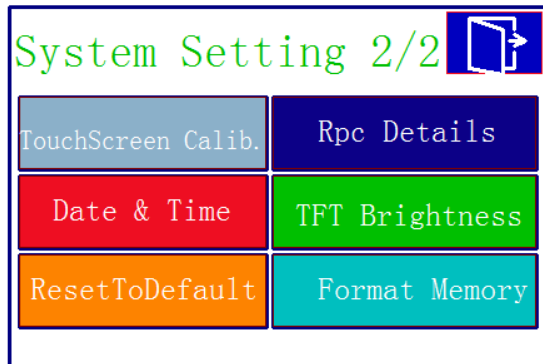 System Setting 2/2
TouchScreen Calib.
Rpc Details
Date & Time
TFT Brightness
ResetToDefault
Format Memory